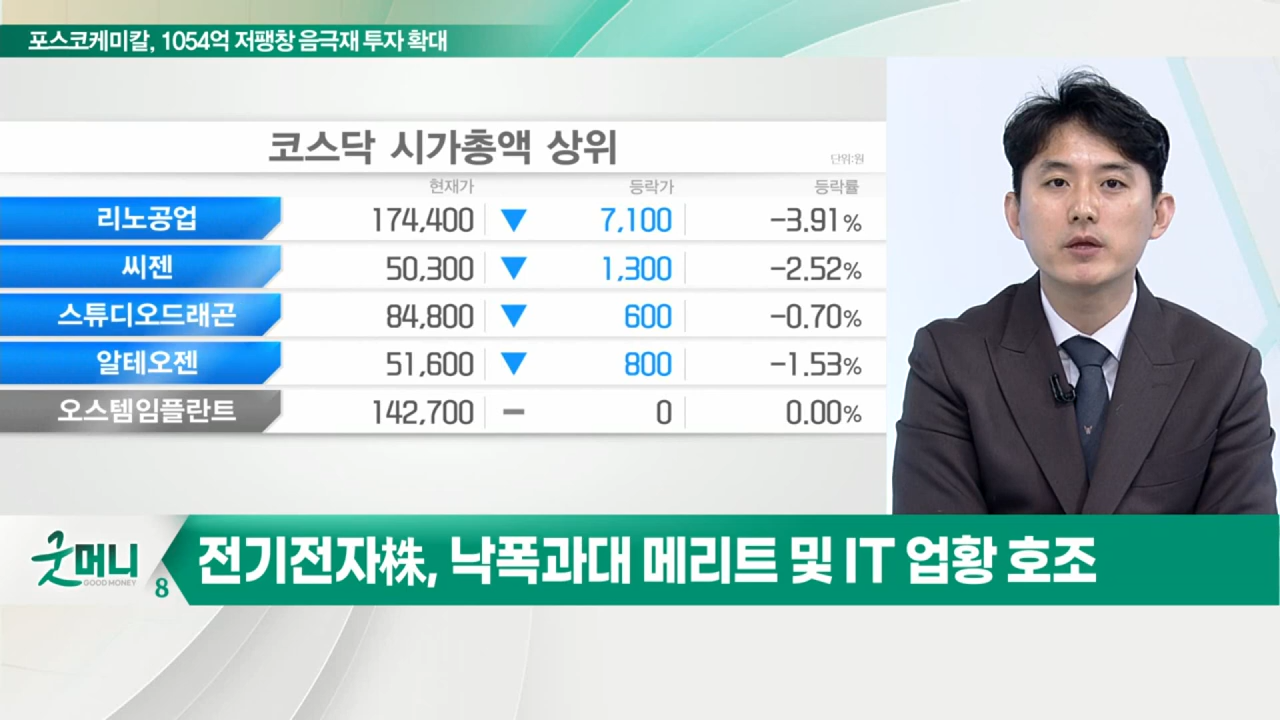 포스코케미칼, 1054억 저팽창 음극재 투자 확대
코스닥 시가총액 상위
단위:원
현재가 등락가 등락률
리노공업 174,400 ▼ 7,100 -3.91%
씨젠 50,300 ▼ 1,300 -2.52%
스튜디오드래곤 84,800 ▼ 600 -0.70%
알테오젠 51,600 ▼ 800 -1.53%
오스템임플란트 142,700 - 0 0.00%
굿머니
GOOD MONEY
8
전기전자株, 낙폭과대 메리트 및 IT 업황 호조